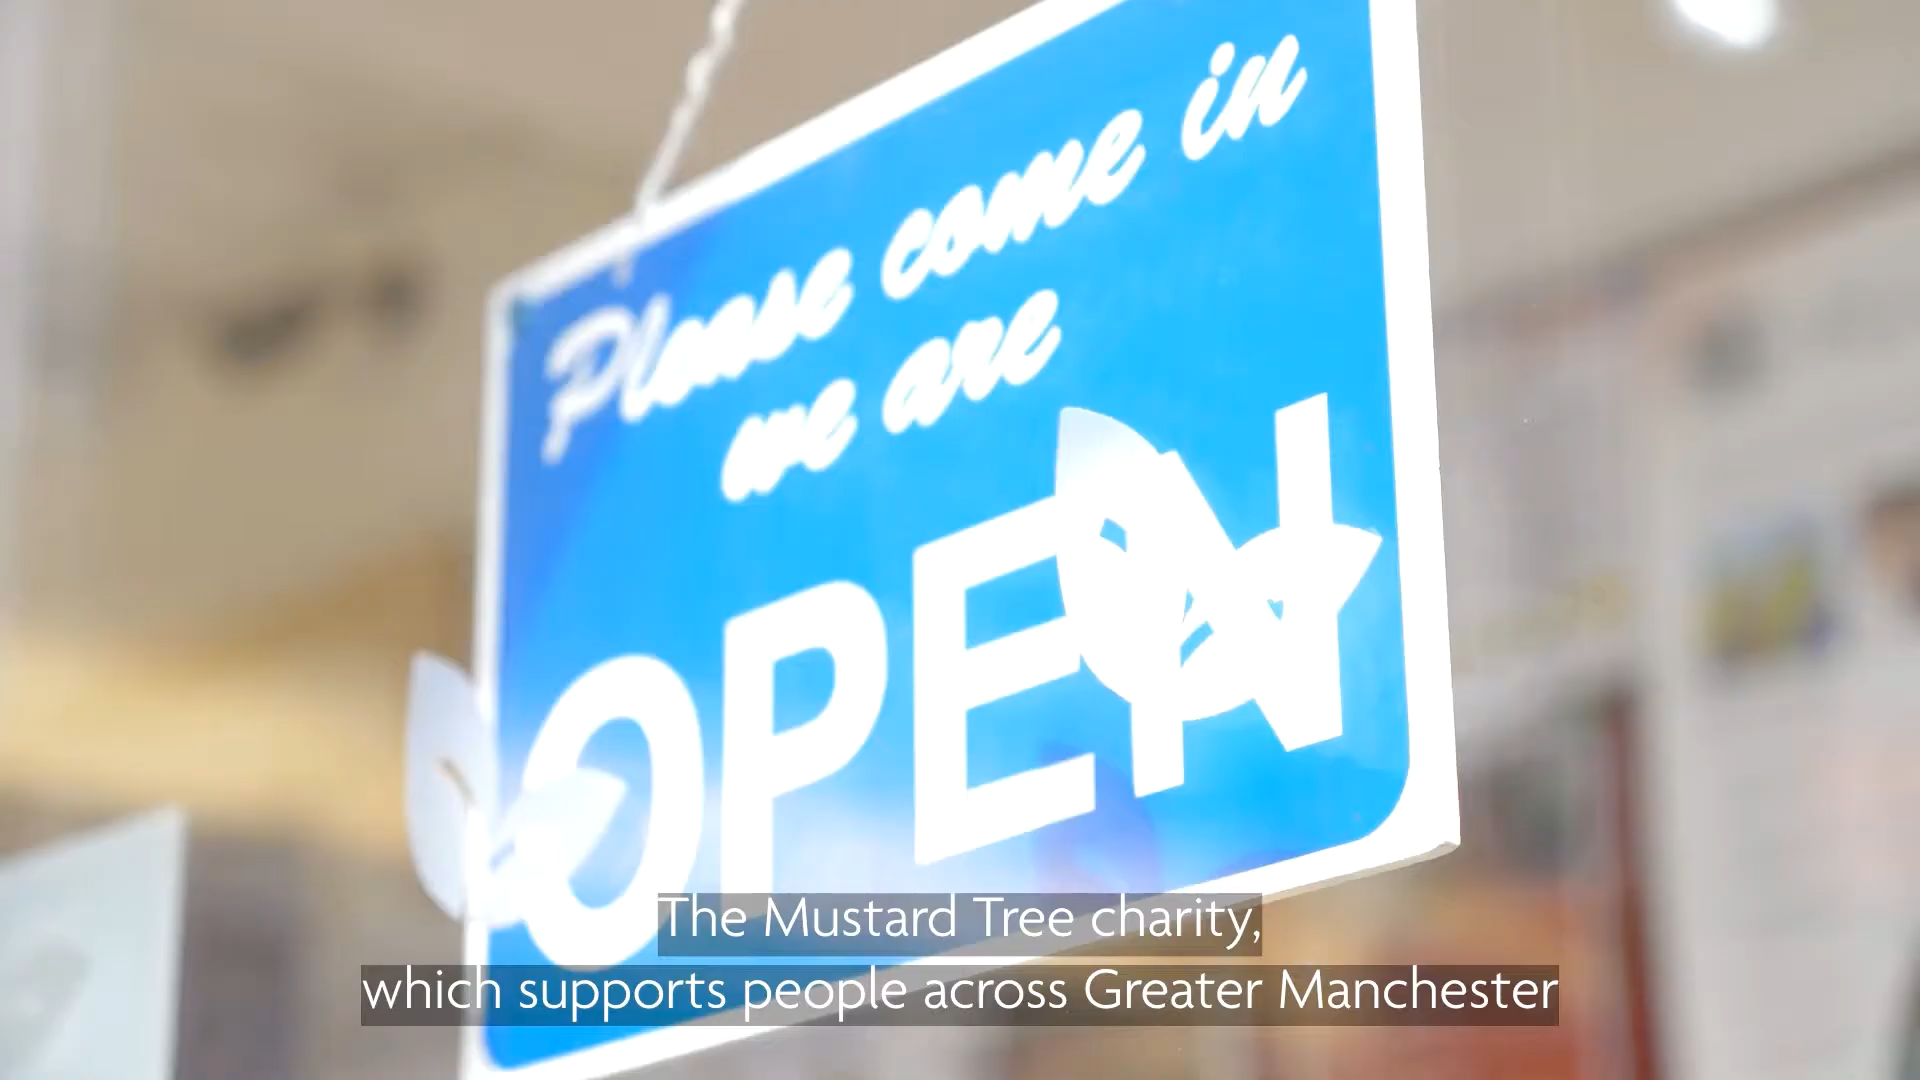 Please come in
we are
OPEN
The Mustard Tree charity,
which supports people across Greater Manchester